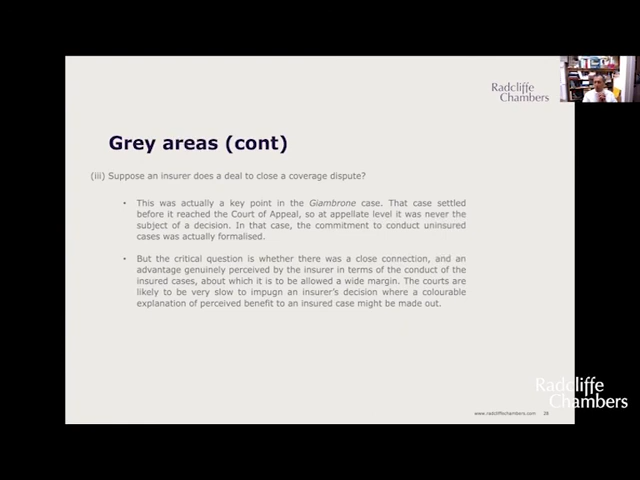 Radcliffe
Chambers
Grey areas (cont)
(iii) Suppose an insurer does a deal to close a coverage dispute?
• This was actually a key point in the Giambrone case. That case settled
before it reached the Court of Appeal, so at appellate level it was never the
subject of a decision. In that case, the commitment to conduct uninsured
cases was actually formalised.
• But the critical question is whether there was a close connection, and an
advantage genuinely perceived by the insurer in terms of the conduct of the
insured cases, about which it is to be allowed a wide margin. The courts are
likely to be very slow to impugn an insurer's decision where a colourable
explanation of perceived benefit to an insured case might be made out.
Radcliffe
Chambers
www.radcliffechambers.com 28